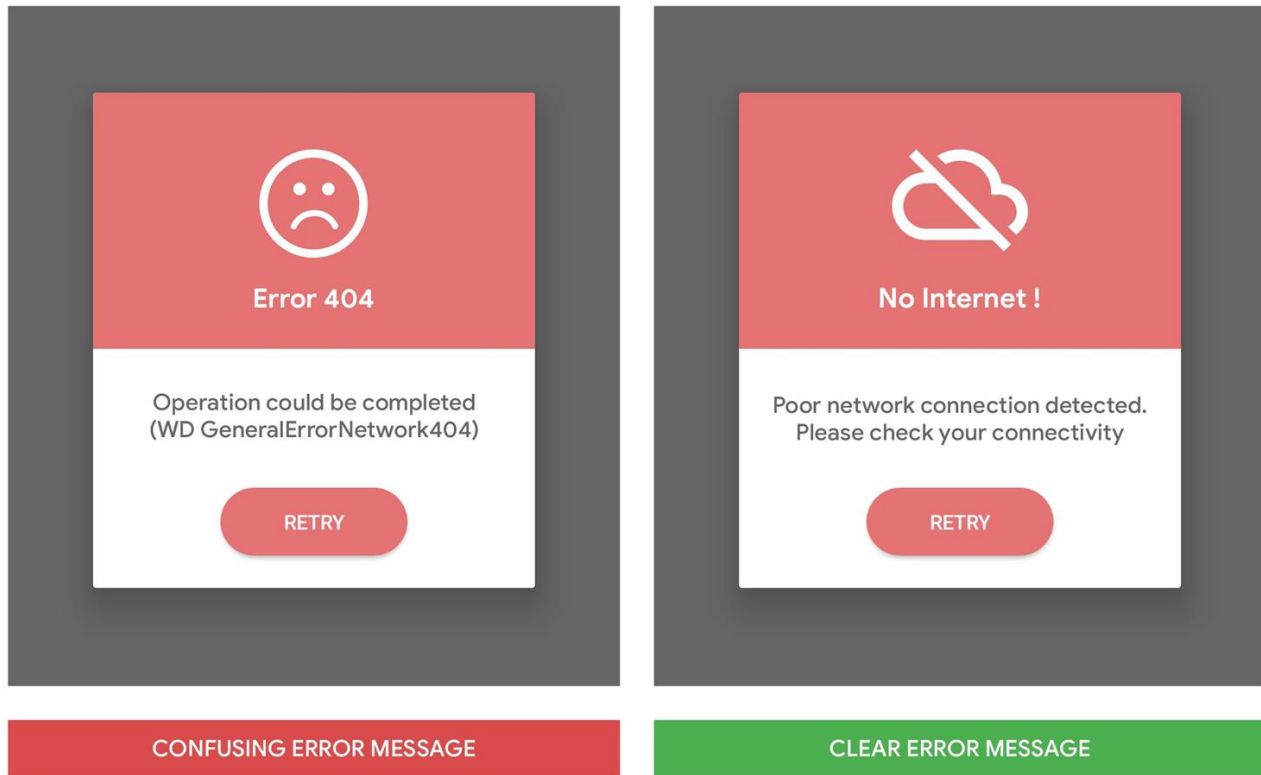 Error 404
Operation could be completed
(WD GeneralErrorNetwork404)
RETRY
CONFUSING ERROR MESSAGE
No Internet !
Poor network connection detected.
Please check your connectivity
RETRY
CLEAR ERROR MESSAGE